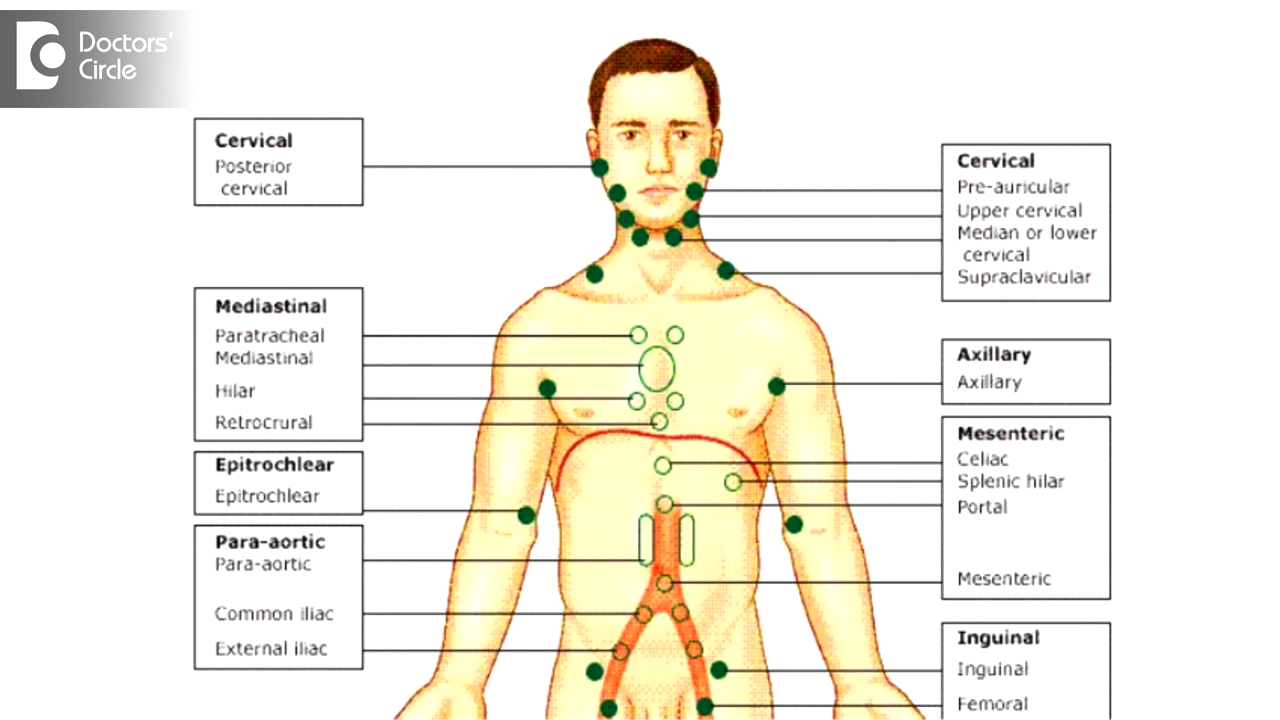 Doctors'
Circle
Cervical
Posterior
cervical
Mediastinal
Paratracheal
Mediastinal
Hilar
Retrocrural
Epitrochlear
Epitrochlear
Para-aortic
Para-aortic
Common iliac
External iliac
Cervical
Pre-auricular
Upper cervical
Median or lower
cervical
Supraclavicular
Axillary
Axillary
Mesenteric
Celiac
Splenic hilar
Portal
Mesenteric
Inguinal
Inguinal
Femoral